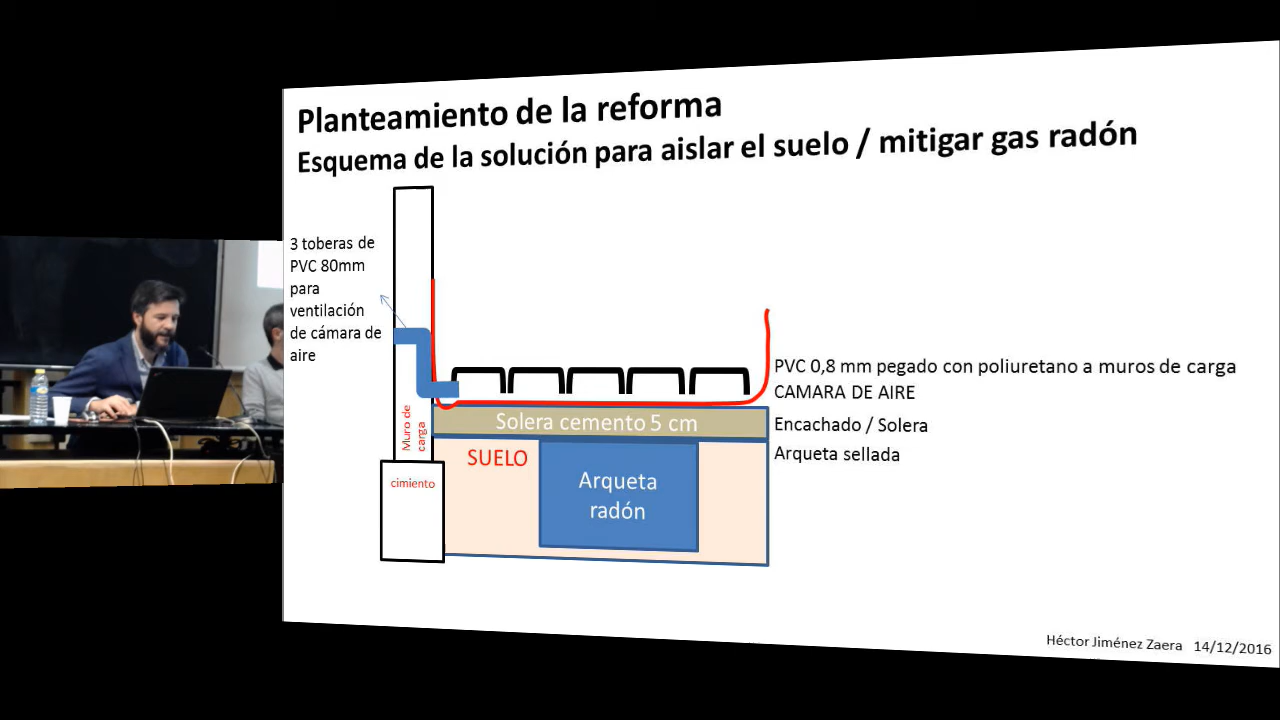 Planteamiento de la reforma
Esquema de la solución para aislar el suelo / mitigar gas radón
3 toberas de
PVC 80mm
para
ventilación
de cámara de
aire
PVC 0,8 mm pegado con poliuretano a muros de carga
CAMARA DE AIRE
Muro de
carga
Solera cemento 5 cm
Encachado / Solera
SUELO
Arqueta sellada
cimiento
Arqueta
radón
Héctor Jiménez Zaera 14/12/2016